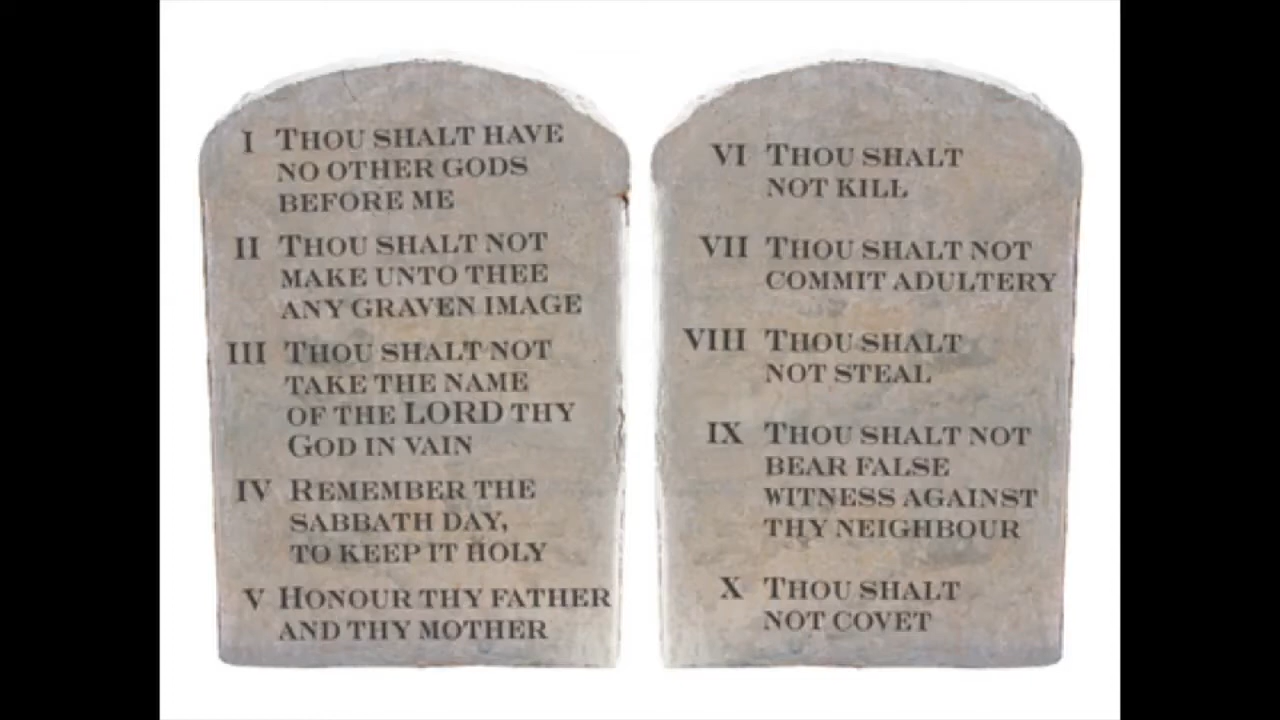 I THOU SHALT HAVE
NO OTHER GODS
BEFORE ME
II THOU SHALT NOT
MAKE UNTO THEE
ANY GRAVEN IMAGE
III THOU SHALT NOT
TAKE THE NAME
OF THE LORD THY
GOD IN VAIN
IV REMEMBER THE
SABBATH DAY,
TO KEEP IT HOLY
V HONOUR THY FATHER
AND THY MOTHER
VI THOU SHALT
NOT KILL
VII THOU SHALT NOT
COMMIT ADULTERY
VIII THOU SHALT
NOT STEAL
IX THOU SHALT NOT
BEAR FALSE
WITNESS AGAINST
THY NEIGHBOUR
X THOU SHALT
NOT COVET